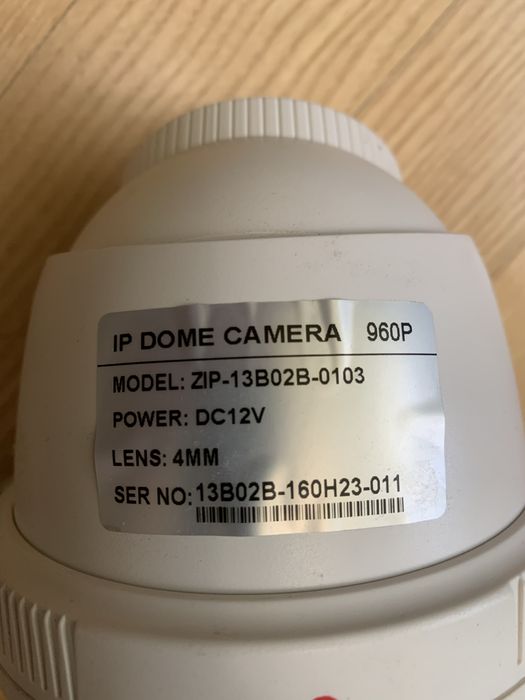 IP DOME CAMERA 960P
MODEL: ZIP-13B02B-0103
POWER: DC12V
LENS: 4MM
SER NO: 13B02B-160H23-011